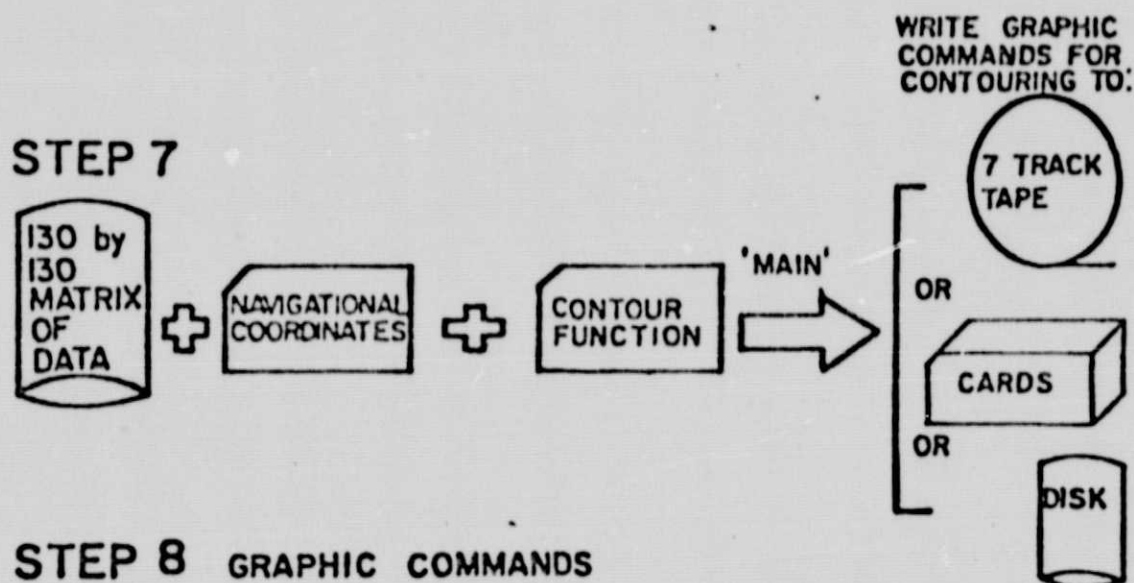 WRITE GRAPHIC
COMMANDS FOR
CONTOURING TO:
STEP 7
7 TRACK
TAPE
130 by
130
MATRIX
OF
DATA
NAVIGATIONAL
COORDINATES
CONTOUR
FUNCTION
'MAIN'
OR
CARDS
OR
DISK
STEP 8 GRAPHIC COMMANDS